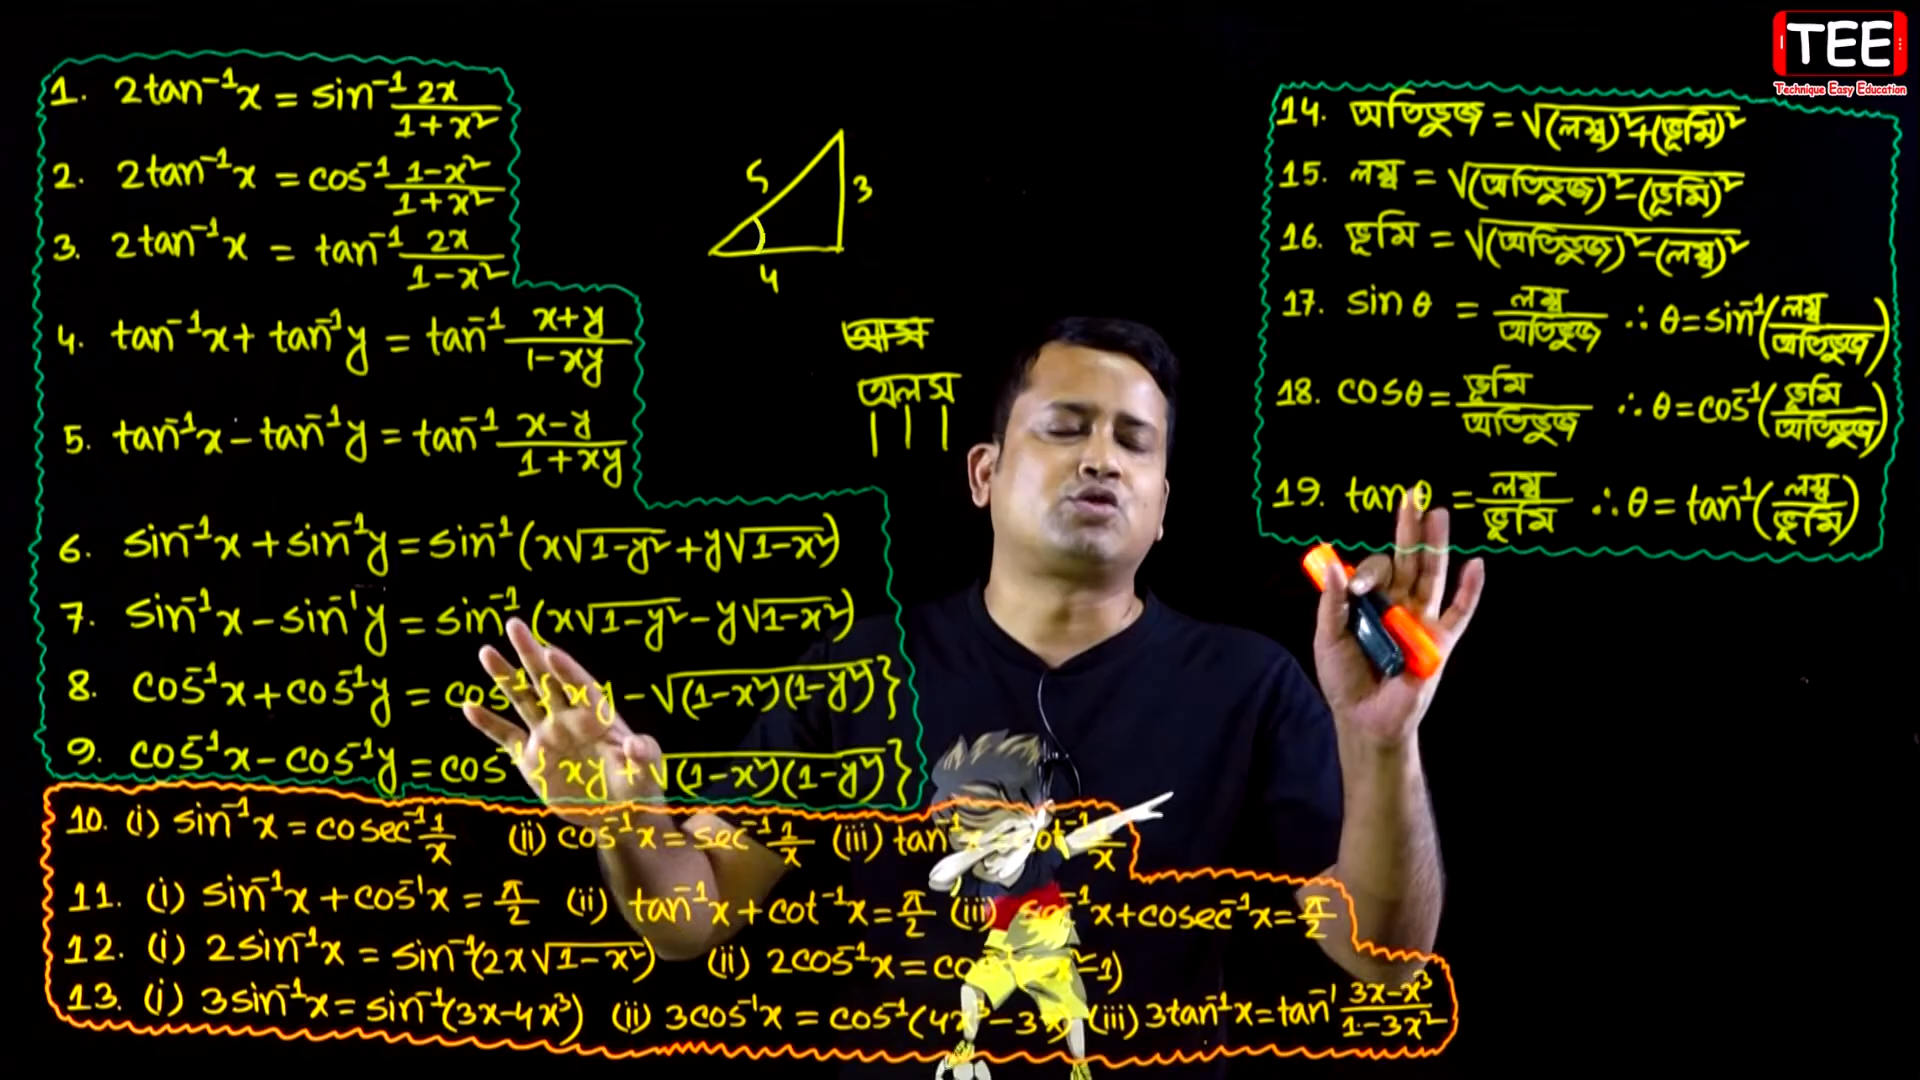 TEE
Technique Easy Education
1. 2tan⁻¹x = sin⁻¹ 2x/(1+x²)
2. 2tan⁻¹x = cos⁻¹ (1-x²)/(1+x²)
3. 2tan⁻¹x = tan⁻¹ 2x/(1-x²)
4. tan⁻¹x + tan⁻¹y = tan⁻¹ (x+y)/(1-xy)
5. tan⁻¹x - tan⁻¹y = tan⁻¹ (x-y)/(1+xy)
6. sin⁻¹x + sin⁻¹y = sin⁻¹(x√(1-y²) + y√(1-x²))
7. sin⁻¹x - sin⁻¹y = sin⁻¹(x√(1-y²) - y√(1-x²))
8. cos⁻¹x + cos⁻¹y = cos⁻¹{xy - √((1-x²)(1-y²))}
9. cos⁻¹x - cos⁻¹y = cos⁻¹{xy + √((1-x²)(1-y²))}
10. (i) sin⁻¹x = cosec⁻¹ 1/x (ii) cos⁻¹x = sec⁻¹ 1/x (iii) tan⁻¹x = cot⁻¹ 1/x
11. (i) sin⁻¹x + cos⁻¹x = π/2 (ii) tan⁻¹x + cot⁻¹x = π/2 (iii) sec⁻¹x + cosec⁻¹x = π/2
12. (i) 2sin⁻¹x = sin⁻¹(2x√(1-x²)) (ii) 2cos⁻¹x = co x²-1)
13. (i) 3sin⁻¹x = sin⁻¹(3x-4x³) (ii) 3cos⁻¹x = cos⁻¹(4x³-3x) (iii) 3tan⁻¹x = tan⁻¹ (3x-x³)/(1-3x²)
5
3
4
অলস
14. অতিভুজ = √((লম্ব)²+(ভূমি)²)
15. লম্ব = √((অতিভুজ)²-(ভূমি)²)
16. ভূমি = √((অতিভুজ)²-(লম্ব)²)
17. sinθ = লম্ব/অতিভুজ ∴ θ = sin⁻¹(লম্ব/অতিভুজ)
18. cosθ = ভূমি/অতিভুজ ∴ θ = cos⁻¹(ভূমি/অতিভুজ)
19. tanθ = লম্ব/ভূমি ∴ θ = tan⁻¹(লম্ব/ভূমি)